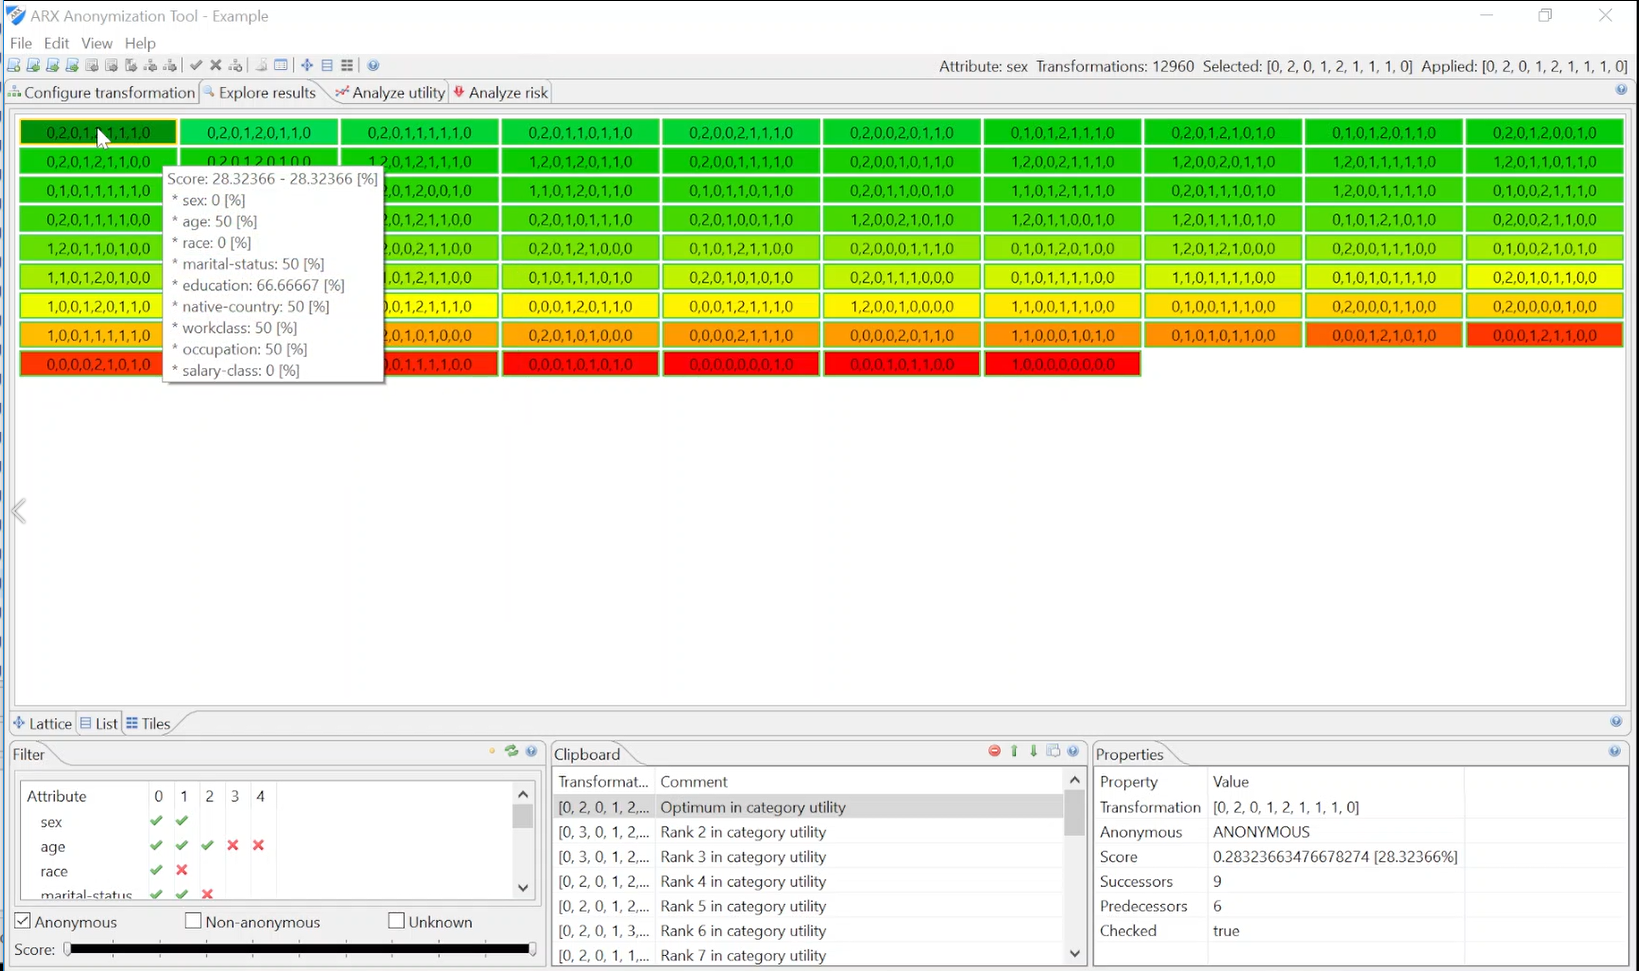 ARX Anonymization Tool - Example
File Edit View Help
Attribute: sex Transformations: 12960 Selected: [0, 2, 0, 1, 2, 1, 1, 1, 0] Applied: [0, 2, 0, 1, 2, 1, 1, 1, 0]
Configure transformation Explore results Analyze utility Analyze risk
0,2,0,1,2,1,1,1,0 0,2,0,1,2,0,1,1,0 0,2,0,1,1,1,1,1,0 0,2,0,1,1,0,1,1,0 0,2,0,0,2,1,1,1,0 0,2,0,0,2,0,1,1,0 0,1,0,1,2,1,1,1,0 0,2,0,1,2,1,0,1,0 0,1,0,1,2,0,1,1,0 0,2,0,1,2,0,0,1,0
0,2,0,1,2,1,1,0,0 0,2,0,1,2,0,1,0,0 1,2,0,1,2,1,1,1,0 1,2,0,1,2,0,1,1,0 0,2,0,0,1,1,1,1,0 0,2,0,0,1,0,1,1,0 1,2,0,0,2,1,1,1,0 1,2,0,0,2,0,1,1,0 1,2,0,1,1,1,1,1,0 1,2,0,1,1,0,1,1,0
0,1,0,1,1,1,1,1,0 2,0,1,2,0,0,1,0 1,1,0,1,2,0,1,1,0 0,1,0,1,1,0,1,1,0 1,1,0,1,2,1,1,1,0 0,2,0,1,1,1,0,1,0 1,2,0,0,1,1,1,1,0 0,1,0,0,2,1,1,1,0
0,2,0,1,1,1,1,0,0 0,1,2,1,1,0,0 0,2,0,1,0,1,1,1,0 0,2,0,1,0,0,1,1,0 1,2,0,0,2,1,0,1,0 1,2,0,1,1,0,0,1,0 1,2,0,1,1,1,0,1,0 0,1,0,1,2,1,0,1,0 0,2,0,0,2,1,1,0,0
1,2,0,1,1,0,1,0,0 0,0,2,1,1,0,0 0,2,0,1,2,1,0,0,0 0,1,0,1,2,1,1,0,0 0,2,0,0,0,1,1,1,0 0,1,0,1,2,0,1,0,0 1,2,0,1,2,1,0,0,0 0,2,0,0,1,1,1,0,0 0,1,0,0,2,1,0,1,0
1,1,0,1,2,0,1,0,0 0,1,2,1,1,0,0 0,1,0,1,1,1,0,1,0 0,2,0,1,0,1,0,1,0 0,2,0,1,1,1,0,0,0 0,1,0,1,1,1,1,0,0 1,1,0,1,1,1,1,0,0 0,1,0,1,0,1,1,1,0 0,2,0,1,0,1,1,0,0
1,0,0,1,2,0,1,1,0 0,0,1,2,1,1,1,0 0,0,0,1,2,0,1,1,0 0,0,0,1,2,1,1,1,0 1,2,0,0,1,0,0,0,0 1,1,0,0,1,1,1,0,0 0,1,0,0,1,1,1,0,0 0,2,0,0,0,1,1,0,0 0,2,0,0,0,0,1,0,0
1,0,0,1,1,1,1,1,0 2,0,1,0,1,0,0,0 0,2,0,1,0,1,0,0,0 0,0,0,0,2,1,1,1,0 0,0,0,0,2,0,1,1,0 1,1,0,0,0,1,0,1,0 0,1,0,1,0,1,1,0,0 0,0,0,1,2,1,0,1,0 0,0,0,1,2,1,1,0,0
0,0,0,0,2,1,0,1,0 0,0,1,1,1,1,0,0 0,0,0,1,0,1,0,1,0 0,0,0,0,0,0,0,1,0 0,0,0,1,0,1,1,0,0 1,0,0,0,0,0,0,0,0
Score: 28.32366 - 28.32366 [%]
* sex: 0 [%]
* age: 50 [%]
* race: 0 [%]
* marital-status: 50 [%]
* education: 66.66667 [%]
* native-country: 50 [%]
* workclass: 50 [%]
* occupation: 50 [%]
* salary-class: 0 [%]
Lattice List Tiles
Filter
Attribute 0 1 2 3 4
sex
age
race
marital-status
Anonymous Non-anonymous Unknown
Score:
Clipboard
Transformat... Comment
[0, 2, 0, 1, 2,... Optimum in category utility
[0, 3, 0, 1, 2,... Rank 2 in category utility
[0, 3, 0, 1, 2,... Rank 3 in category utility
[0, 2, 0, 1, 2,... Rank 4 in category utility
[0, 2, 0, 1, 2,... Rank 5 in category utility
[0, 2, 0, 1, 3,... Rank 6 in category utility
[0, 2, 0, 1, 1,... Rank 7 in category utility
Properties
Property Value
Transformation [0, 2, 0, 1, 2, 1, 1, 1, 0]
Anonymous ANONYMOUS
Score 0.28323663476678274 [28.32366%]
Successors 9
Predecessors 6
Checked true